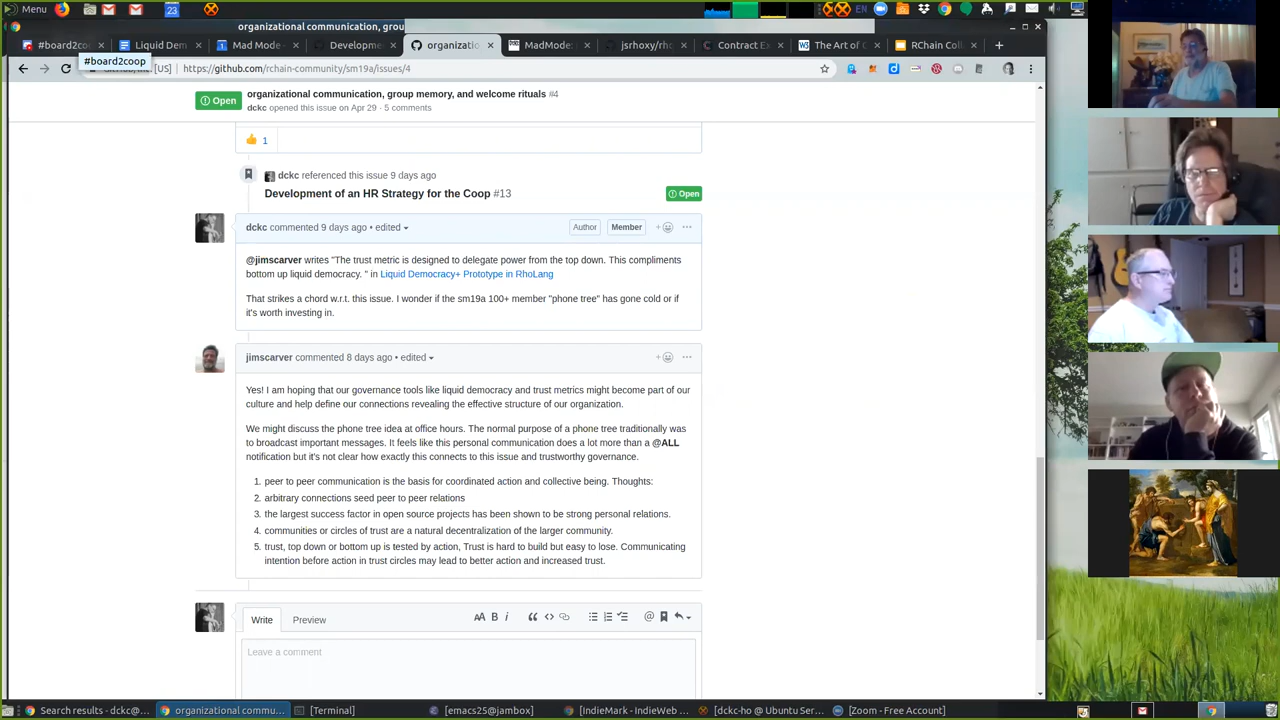 Menu
23
EN
organizational communication, grou
#board2co
Liquid Dem
Mad Mode
Developme
organizatio
MadMode:
jsrhoxy/rho
Contract Ex
The Art of C
RChain Coll
#board2coop
[US] https://github.com/rchain-community/sm19a/issues/4
Open
organizational communication, group memory, and welcome rituals #4
dckc opened this issue on Apr 29 · 5 comments
1
dckc referenced this issue 9 days ago
Development of an HR Strategy for the Coop #13
Open
dckc commented 9 days ago • edited
Author
Member
@jimscarver writes "The trust metric is designed to delegate power from the top down. This compliments
bottom up liquid democracy. " in Liquid Democracy+ Prototype in RhoLang
That strikes a chord w.r.t. this issue. I wonder if the sm19a 100+ member "phone tree" has gone cold or if
it's worth investing in.
jimscarver commented 8 days ago • edited
Yes! I am hoping that our governance tools like liquid democracy and trust metrics might become part of our
culture and help define our connections revealing the effective structure of our organization.
We might discuss the phone tree idea at office hours. The normal purpose of a phone tree traditionally was
to broadcast important messages. It feels like this personal communication does a lot more than a @ALL
notification but it's not clear how exactly this connects to this issue and trustworthy governance.
1. peer to peer communication is the basis for coordinated action and collective being. Thoughts:
2. arbitrary connections seed peer to peer relations
3. the largest success factor in open source projects has been shown to be strong personal relations.
4. communities or circles of trust are a natural decentralization of the larger community.
5. trust, top down or bottom up is tested by action, Trust is hard to build but easy to lose. Communicating
intention before action in trust circles may lead to better action and increased trust.
Write
Preview
Leave a comment
Search results - dckc@...
organizational commu...
[Terminal]
[emacs25@jambox]
[IndieMark - IndieWeb ...
[dckc-ho @ Ubuntu Ser...
[Zoom - Free Account]